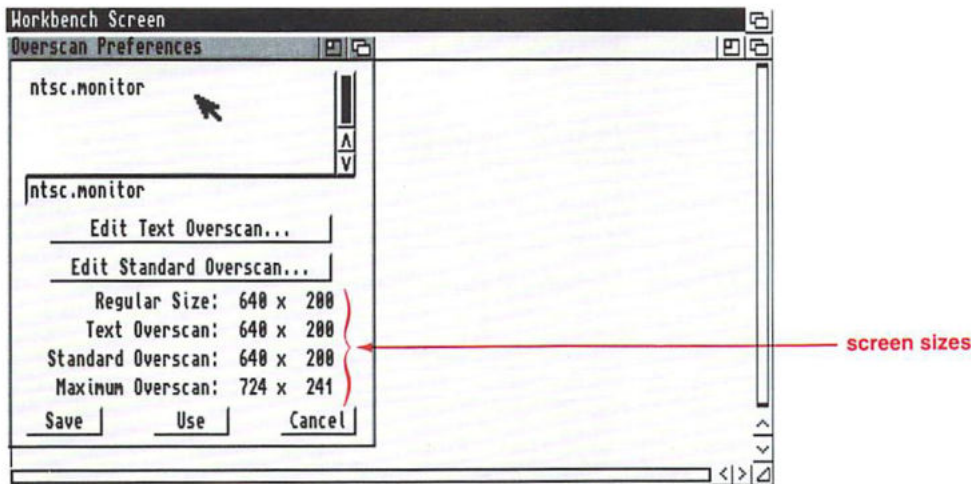 Workbench Screen
Overscan Preferences
ntsc.monitor
ntsc.monitor
Edit Text Overscan...
Edit Standard Overscan...
Regular Size: 640 x 200
Text Overscan: 640 x 200
Standard Overscan: 640 x 200
Maximum Overscan: 724 x 241
screen sizes
Save Use Cancel